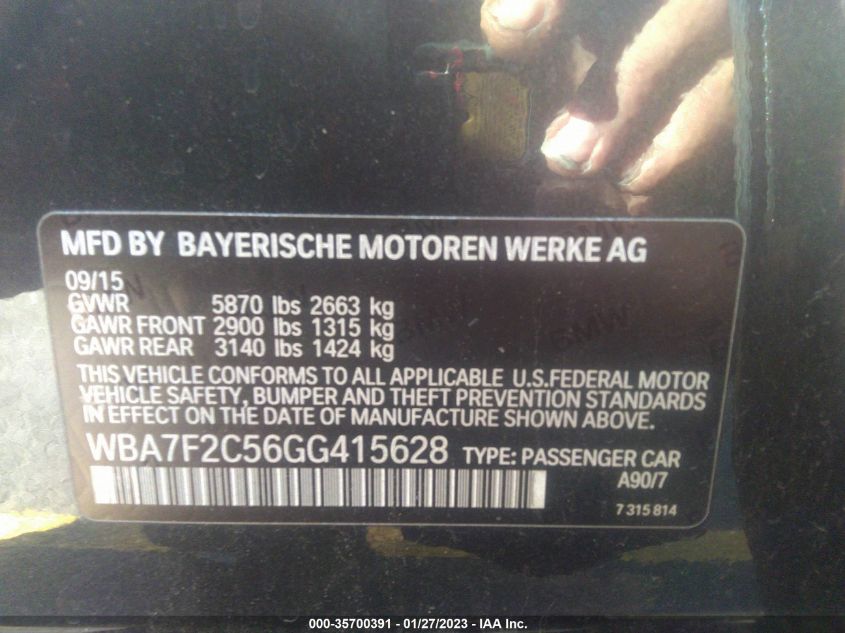 MFD BY BAYERISCHE MOTOREN WERKE AG
09/15
GVWR 5870 lbs 2663 kg
GAWR FRONT 2900 lbs 1315 kg
GAWR REAR 3140 lbs 1424 kg
THIS VEHICLE CONFORMS TO ALL APPLICABLE U.S.FEDERAL MOTOR
VEHICLE SAFETY, BUMPER AND THEFT PREVENTION STANDARDS
IN EFFECT ON THE DATE OF MANUFACTURE SHOWN ABOVE.
WBA7F2C56GG415628 TYPE: PASSENGER CAR
A90/7
7 315 814
000-35700391 - 01/27/2023 - IAA Inc.